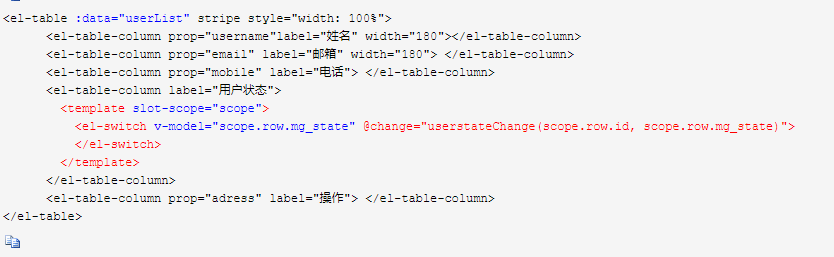 <el-table :data="userList" stripe style="width: 100%">
<el-table-column prop="username"label="姓名" width="180"></el-table-column>
<el-table-column prop="email" label="邮箱" width="180"> </el-table-column>
<el-table-column prop="mobile" label="电话"> </el-table-column>
<el-table-column label="用户状态">
<template slot-scope="scope">
<el-switch v-model="scope.row.mg_state" @change="userstateChange(scope.row.id, scope.row.mg_state)">
</el-switch>
</template>
</el-table-column>
<el-table-column prop="adress" label="操作"> </el-table-column>
</el-table>